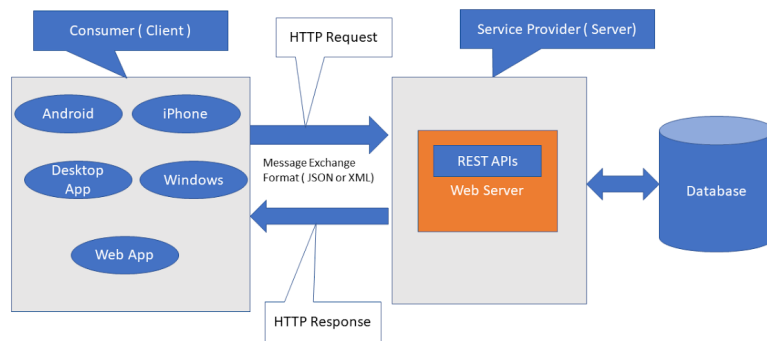 Consumer ( Client )
HTTP Request
Service Provider ( Server)
Android
iPhone
Desktop
App
Windows
Web App
Message Exchange
Format ( JSON or XML)
REST APIs
Web Server
Database
HTTP Response